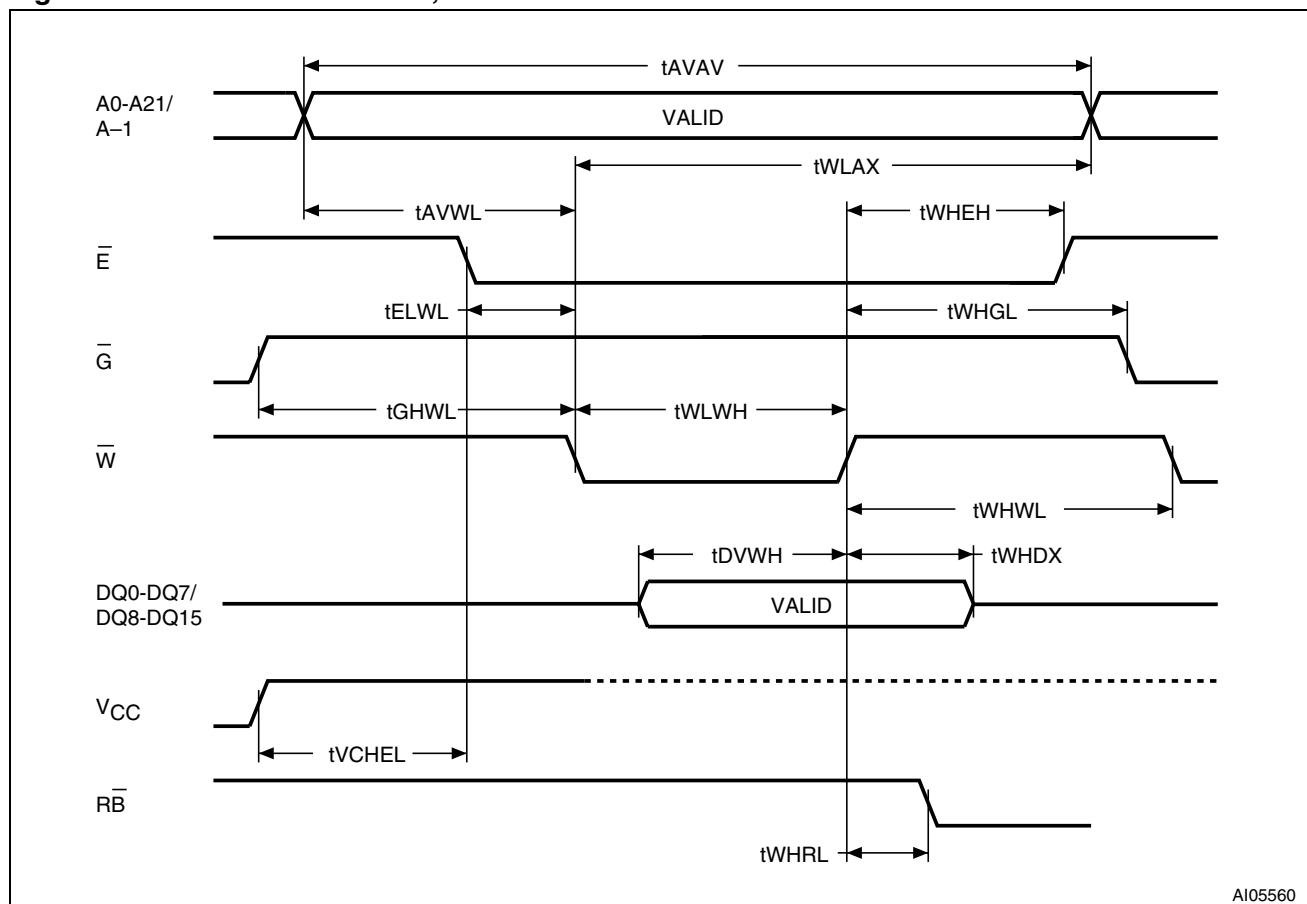 tAVAV
A0-A21/
A–1
VALID
tWLAX
tAVWL
tWHEH
E̅
tELWL
tWHGL
G̅
tGHWL
tWLWH
W̅
tWHWL
tDVWH
tWHDX
DQ0-DQ7/
DQ8-DQ15
VALID
VCC
tVCHEL
RB̅
tWHRL
AI05560